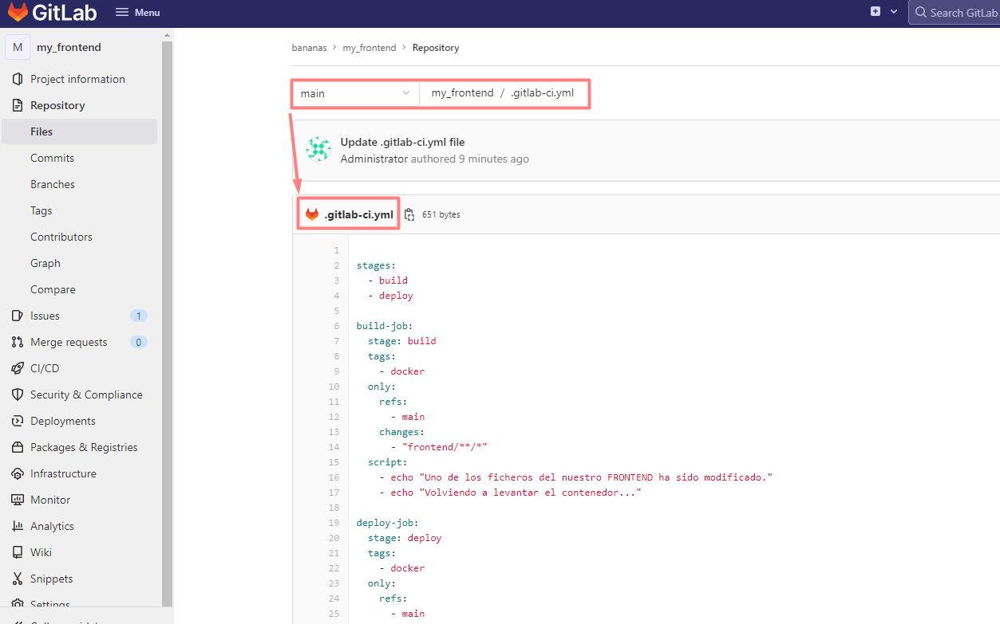 GitLab
Menu
Search GitLab
M my_frontend
Project information
Repository
Files
Commits
Branches
Tags
Contributors
Graph
Compare
Issues 1
Merge requests 0
CI/CD
Security & Compliance
Deployments
Packages & Registries
Infrastructure
Monitor
Analytics
Wiki
Snippets
Settings
bananas > my_frontend > Repository
main
my_frontend / .gitlab-ci.yml
Update .gitlab-ci.yml file
Administrator authored 9 minutes ago
.gitlab-ci.yml 651 bytes
1
2 stages:
3   - build
4   - deploy
5
6 build-job:
7   stage: build
8   tags:
9     - docker
10   only:
11     refs:
12       - main
13     changes:
14       - "frontend/**/*"
15   script:
16     - echo "Uno de los ficheros del nuestro FRONTEND ha sido modificado."
17     - echo "Volviendo a levantar el contenedor..."
18
19 deploy-job:
20   stage: deploy
21   tags:
22     - docker
23   only:
24     refs:
25       - main